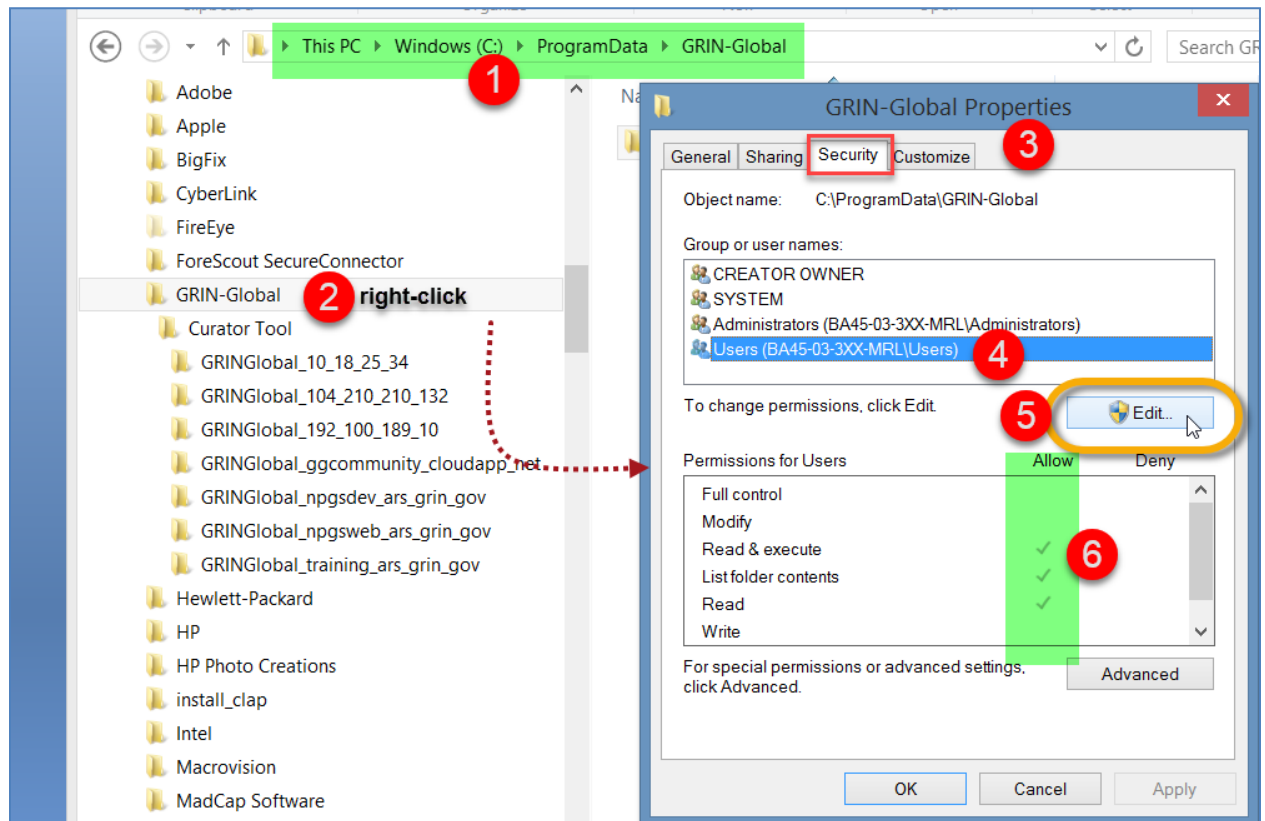 This PC ▸ Windows (C:) ▸ ProgramData ▸ GRIN-Global
Search GR
1
Adobe
Apple
BigFix
CyberLink
FireEye
ForeScout SecureConnector
GRIN-Global
2 right-click
Curator Tool
GRINGlobal_10_18_25_34
GRINGlobal_104_210_210_132
GRINGlobal_192_100_189_10
GRINGlobal_ggcommunity_cloudapp_net
GRINGlobal_npgsdev_ars_grin_gov
GRINGlobal_npgsweb_ars_grin_gov
GRINGlobal_training_ars_grin_gov
Hewlett-Packard
HP
HP Photo Creations
install_clap
Intel
Macrovision
MadCap Software
Na
GRIN-Global Properties
3
General Sharing Security Customize
Object name: C:\ProgramData\GRIN-Global
Group or user names:
CREATOR OWNER
SYSTEM
Administrators (BA45-03-3XX-MRL\Administrators)
Users (BA45-03-3XX-MRL\Users)
4
To change permissions, click Edit.
5
Edit...
Permissions for Users Allow Deny
Full control
Modify
Read & execute
6
List folder contents
Read
Write
For special permissions or advanced settings,
click Advanced.
Advanced
OK Cancel Apply